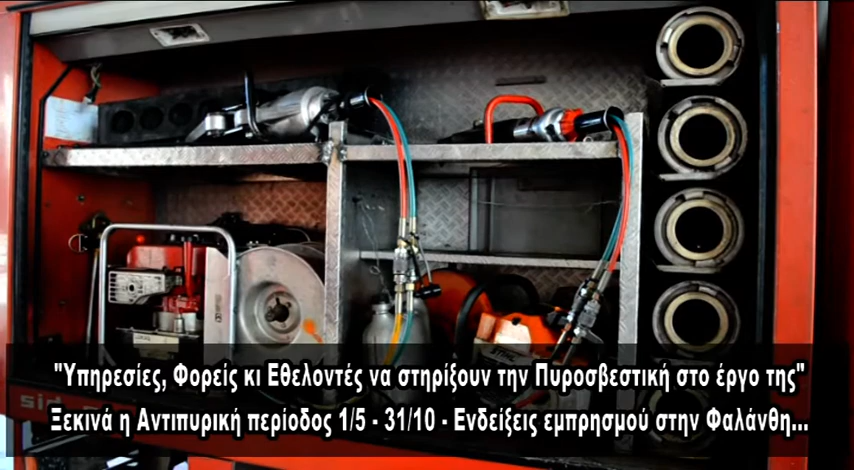 "Υπηρεσίες, Φορείς κι Εθελοντές να στηρίξουν την Πυροσβεστική στο έργο της"
Ξεκινά η Αντιπυρική περίοδος 1/5 - 31/10 - Ενδείξεις εμπρησμού στην Φαλάνθη...
sid